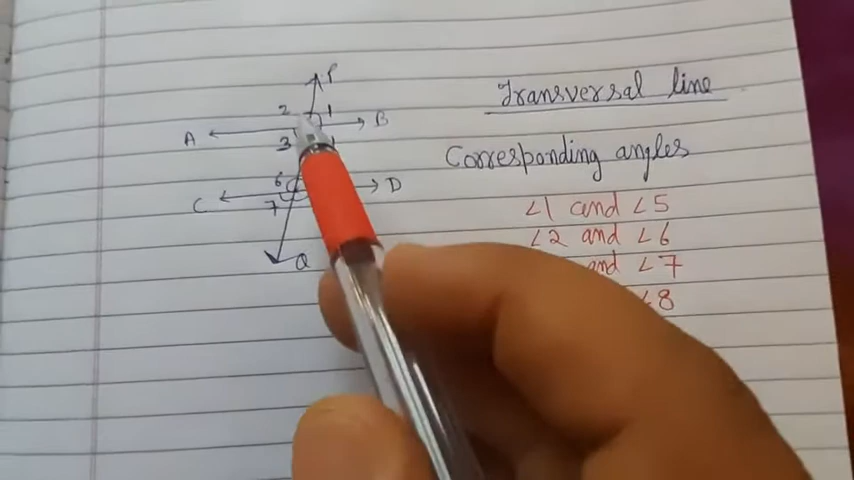 P
2 1
A B
3
6
C D
7
Q
Transversal line
Corresponding angles
∠1 and ∠5
∠2 and ∠6
and ∠7
∠8